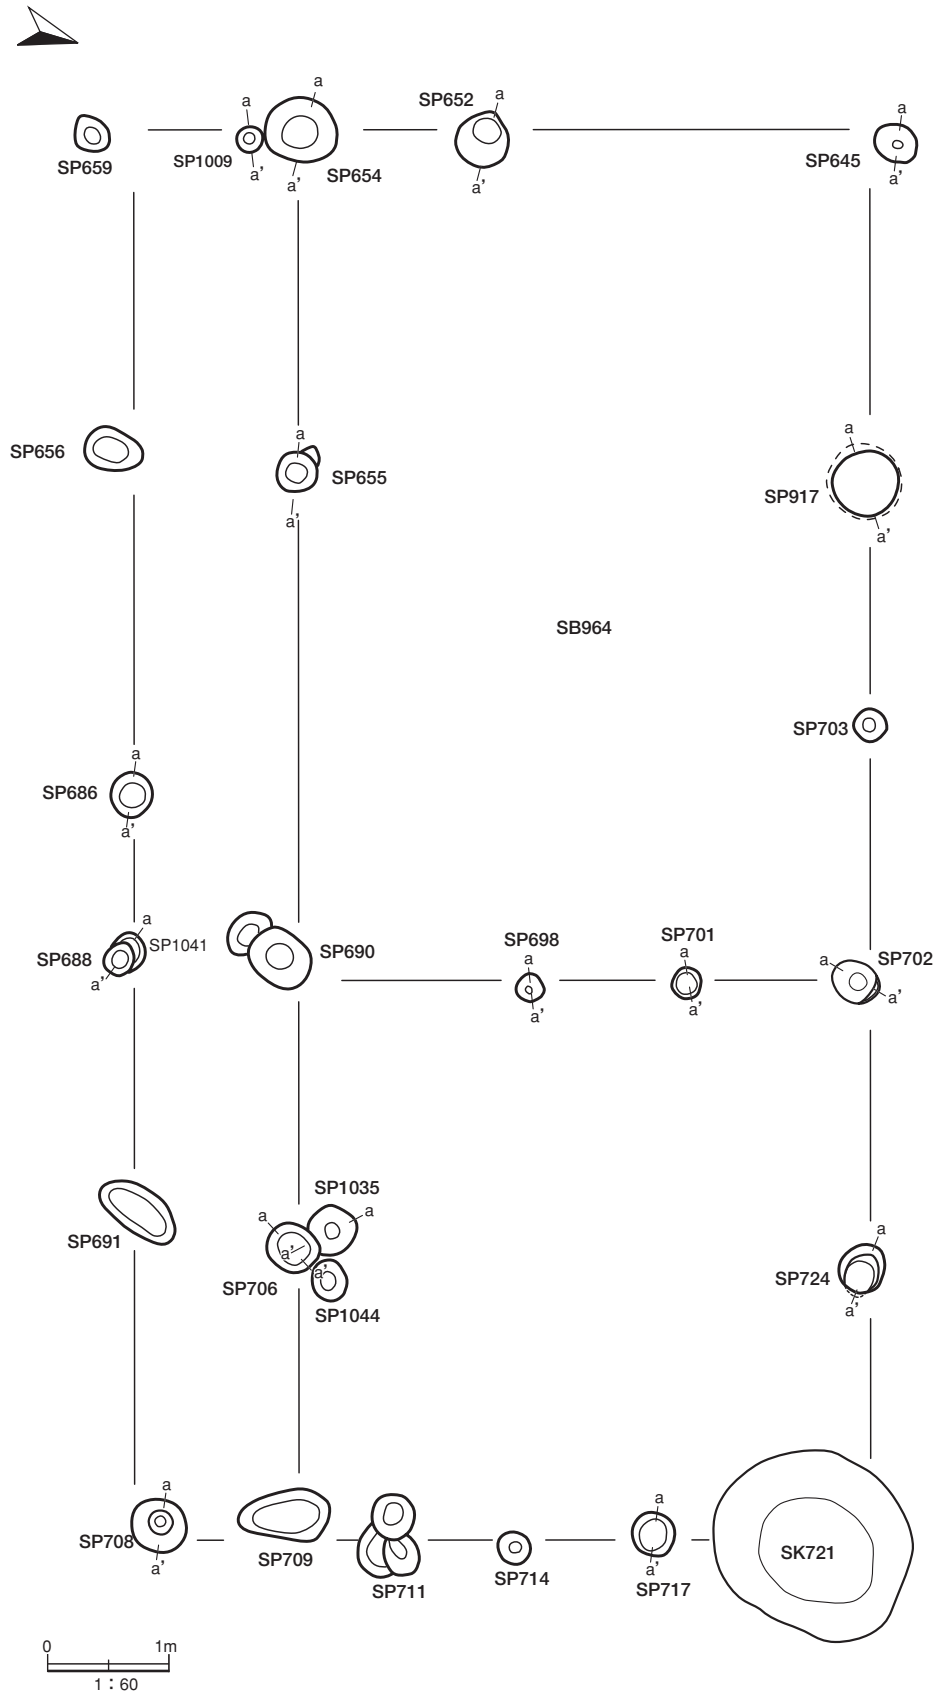 a
SP652
a
a
a
SP659
SP1009
a'
a'
SP654
a'
SP645
a'
a
a
SP656
SP655
SP917
a'
a'
SB964
SP703
a
SP686
a'
a
SP688
SP1041
a'
SP690
SP698
a
a'
SP701
a
a'
a
SP702
a'
SP1035
a
a
SP691
a'
a'
SP706
SP1044
a
SP724
a'
a
SP708
a'
SP709
SP711
SP714
a
a'
SP717
SK721
0 1m
1 : 60